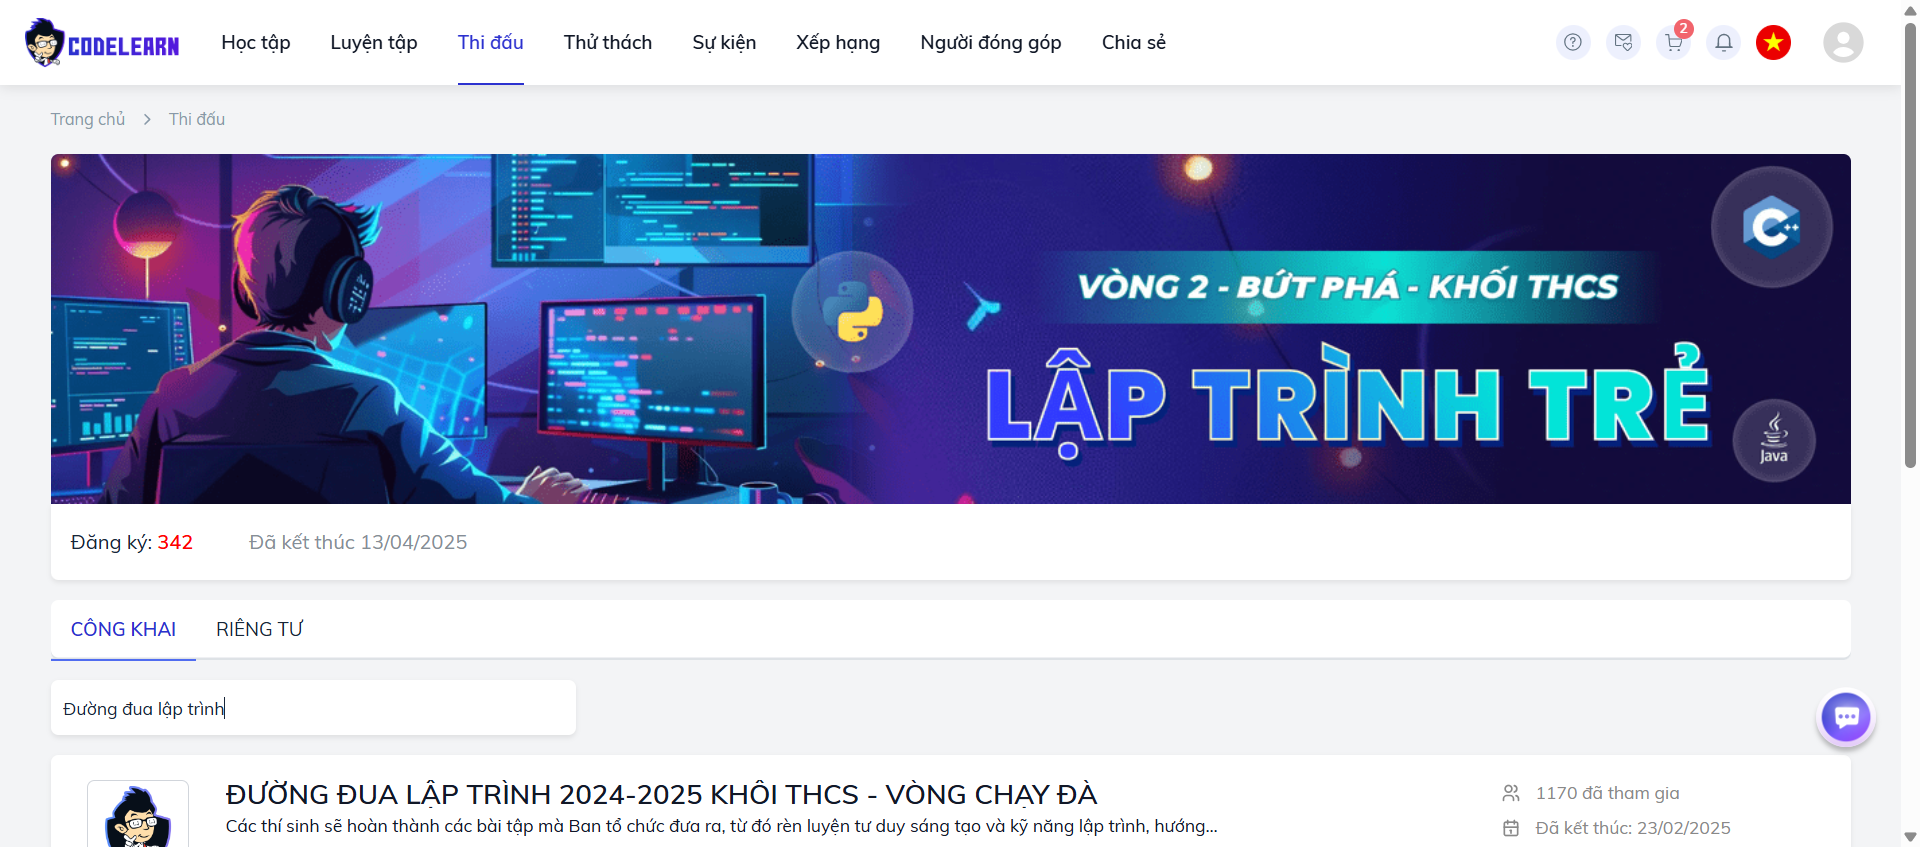 CODELEARN
Học tập
Luyện tập
Thi đấu
Thử thách
Sự kiện
Xếp hạng
Người đóng góp
Chia sẻ
2
Trang chủ > Thi đấu
VÒNG 2 - BỨT PHÁ - KHỐI THCS
LẬP TRÌNH TRẺ
C++
Java
Đăng ký: 342
Đã kết thúc 13/04/2025
CÔNG KHAI
RIÊNG TƯ
Đường đua lập trình
ĐƯỜNG ĐUA LẬP TRÌNH 2024-2025 KHỐI THCS - VÒNG CHẠY ĐÀ
Các thí sinh sẽ hoàn thành các bài tập mà Ban tổ chức đưa ra, từ đó rèn luyện tư duy sáng tạo và kỹ năng lập trình, hướng...
1170 đã tham gia
Đã kết thúc: 23/02/2025